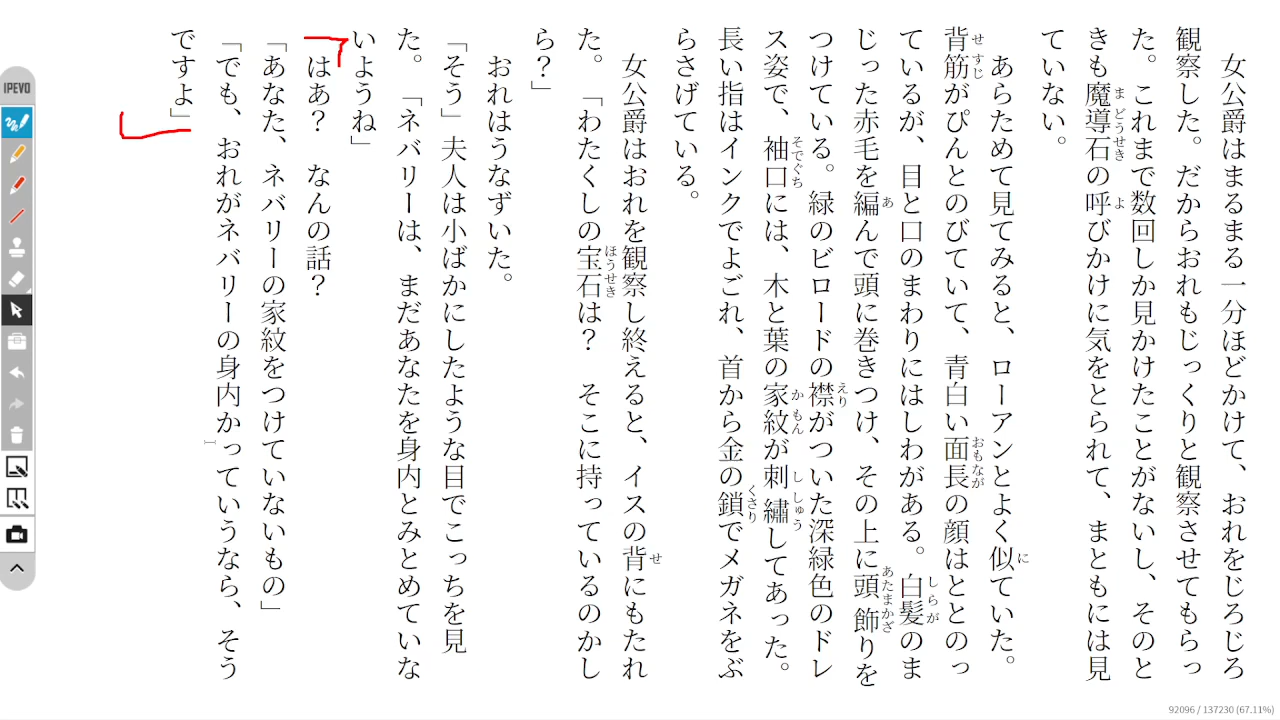 女公爵はまるまる一分ほどかけて、おれをじろじろ
観察した。だからおれもじっくりと観察させてもらっ
た。これまで数回しか見かけたことがないし、そのと
きも魔導石の呼びかけに気をとられて、まともには見
ていない。
あらためて見てみると、ローアンとよく似ていた。
背筋がぴんとのびていて、青白い面長の顔はととのっ
ているが、目と口のまわりにはしわがある。白髪のま
じった赤毛を編んで頭に巻きつけ、その上に頭飾りを
つけている。緑のビロードの襟がついた深緑色のドレ
ス姿で、袖口には、木と葉の家紋が刺繡してあった。
長い指はインクでよごれ、首から金の鎖でメガネをぶ
らさげている。
女公爵はおれを観察し終えると、イスの背にもたれ
た。「わたくしの宝石は？　そこに持っているのかし
ら？」
おれはうなずいた。
「そう」夫人は小ばかにしたような目でこっちを見
た。「ネバリーは、まだあなたを身内とみとめていな
いようね」
「はあ？　なんの話？
「あなた、ネバリーの家紋をつけていないもの」
「でも、おれがネバリーの身内かっていうなら、そう
ですよ」
IPEVO
92096 / 137230 (67.11%)